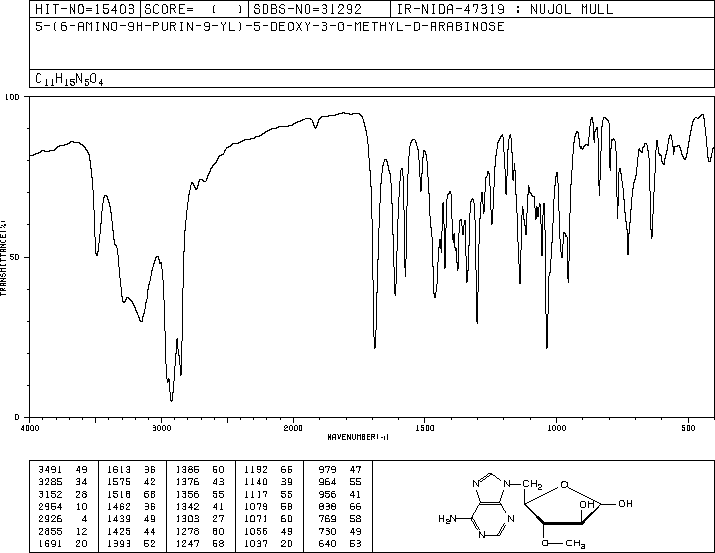 HIT-NO=15403 SCORE= ( ) SDBS-NO=31292 IR-NIDA-47319 : NUJOL MULL
5-(6-AMINO-9H-PURIN-9-YL)-5-DEOXY-3-O-METHYL-D-ARABINOSE
C11H15N5O4
100
50
0
TRANSMITTANCE(%)
4000 3000 2000 1500 1000 500
WAVENUMBER(-1)
3491 49 1613 36 1386 50 1192 66 979 47
3285 34 1575 42 1376 43 1140 39 964 55
3152 28 1518 68 1356 55 1117 55 956 41
2954 10 1462 36 1342 41 1079 58 838 66
2926 4 1439 49 1303 27 1071 60 769 58
2855 12 1425 44 1278 60 1056 49 730 49
1691 20 1393 52 1247 58 1037 20 640 53
N N CH2 O
OH OH
H2N N N
O CH3